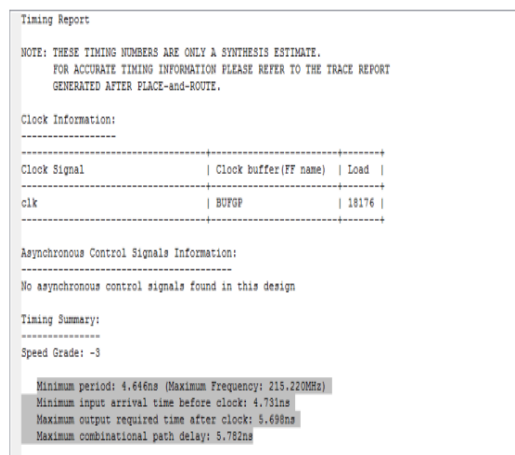 Timing Report
NOTE: THESE TIMING NUMBERS ARE ONLY A SYNTHESIS ESTIMATE.
FOR ACCURATE TIMING INFORMATION PLEASE REFER TO THE TRACE REPORT
GENERATED AFTER PLACE-and-ROUTE.
Clock Information:
------------------
-----------------------------------+------------------------+-------+
Clock Signal | Clock buffer(FF name) | Load |
-----------------------------------+------------------------+-------+
clk | BUFGP | 18176 |
-----------------------------------+------------------------+-------+
Asynchronous Control Signals Information:
----------------------------------------
No asynchronous control signals found in this design
Timing Summary:
---------------
Speed Grade: -3
Minimum period: 4.646ns (Maximum Frequency: 215.220MHz)
Minimum input arrival time before clock: 4.731ns
Maximum output required time after clock: 5.698ns
Maximum combinational path delay: 5.782ns